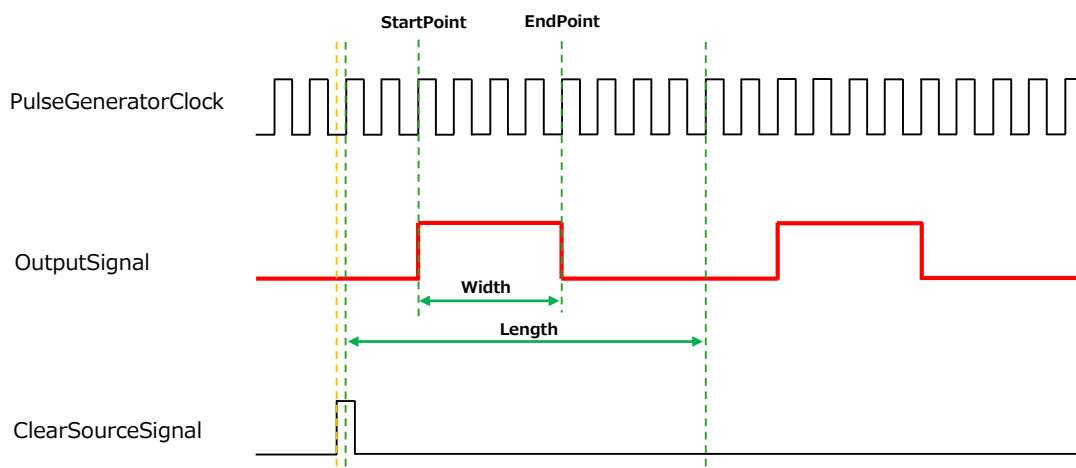 StartPoint
EndPoint
PulseGeneratorClock
OutputSignal
Width
Length
ClearSourceSignal